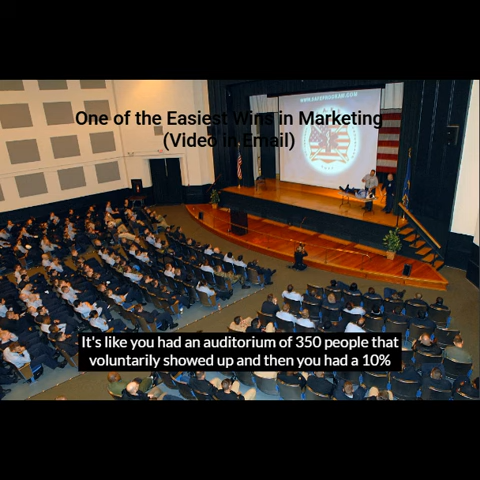 One of the Easiest Wins in Marketing
(Video in Email)
It's like you had an auditorium of 350 people that
voluntarily showed up and then you had a 10%